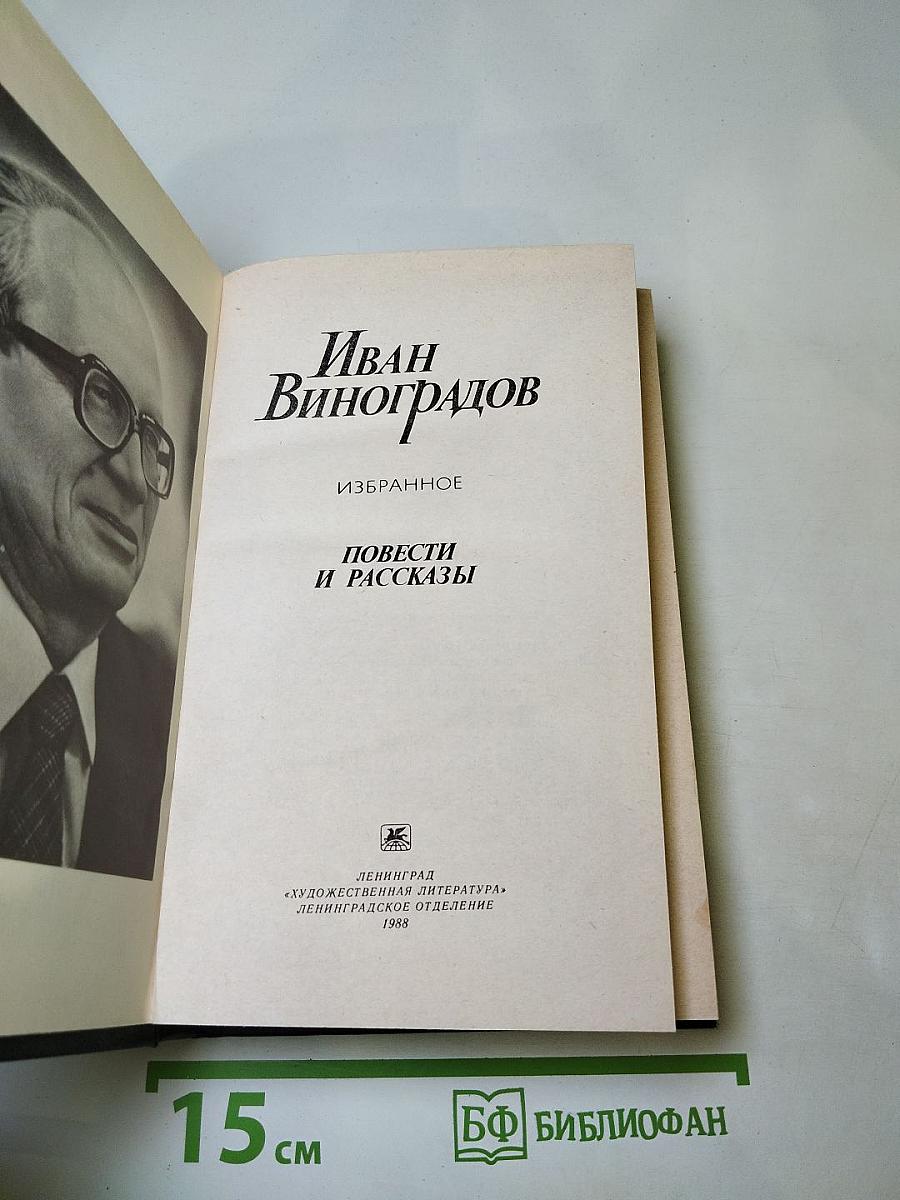 Иван
Виноградов
ИЗБРАННОЕ
ПОВЕСТИ
И РАССКАЗЫ
ЛЕНИНГРАД
«ХУДОЖЕСТВЕННАЯ ЛИТЕРАТУРА»
ЛЕНИНГРАДСКОЕ ОТДЕЛЕНИЕ
1988
15 см
БФ БИБЛИОФАН